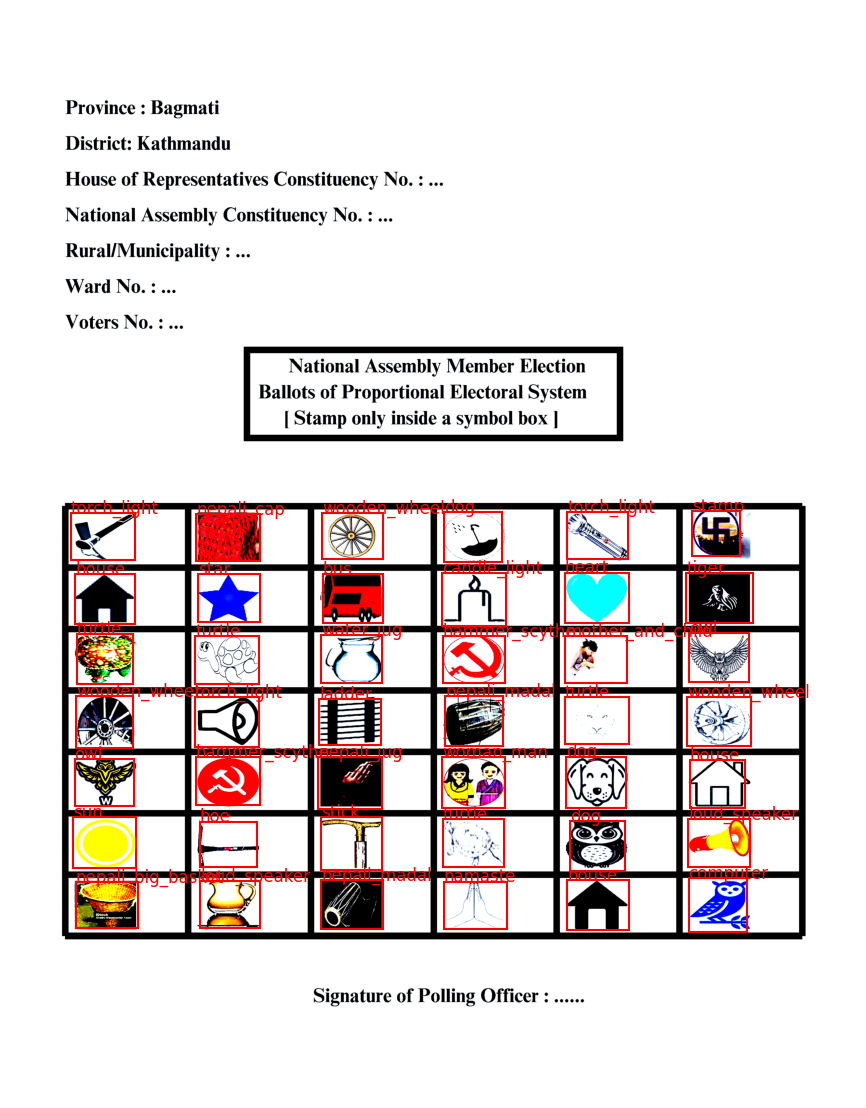 Province : Bagmati
District: Kathmandu
House of Representatives Constituency No. : ...
National Assembly Constituency No. : ...
Rural/Municipality : ...
Ward No. : ...
Voters No. : ...
National Assembly Member Election
Ballots of Proportional Electoral System
[ Stamp only inside a symbol box ]
torch_light nepali_cap wooden_wheel dog torch_light stamp
house star bus candle_light heart tiger
turtle turtle water_jug hammer_scythe mother_and_child
wooden_wheel torch_light ladder nepali_madal turtle wooden_wheel
owl hammer_scythe woman_man dog house
W
sun hoe stick turtle dog loud_speaker
nepali_big_basket loud_speaker nepali_madal namaste house computer
Signature of Polling Officer : ......